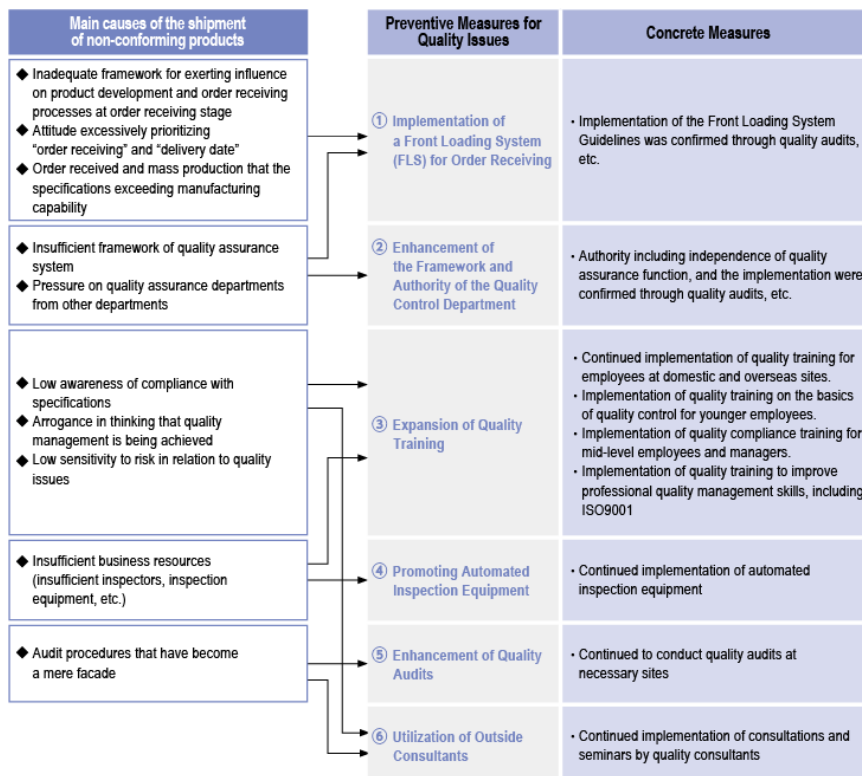 Main causes of the shipment
of non-conforming products
◆ Inadequate framework for exerting influence
on product development and order receiving
processes at order receiving stage
◆ Attitude excessively prioritizing
“order receiving” and “delivery date”
◆ Order received and mass production that the
specifications exceeding manufacturing
capability
◆ Insufficient framework of quality assurance
system
◆ Pressure on quality assurance departments
from other departments
◆ Low awareness of compliance with
specifications
◆ Arrogance in thinking that quality
management is being achieved
◆ Low sensitivity to risk in relation to quality
issues
◆ Insufficient business resources
(insufficient inspectors, inspection
equipment, etc.)
◆ Audit procedures that have become
a mere facade
Preventive Measures for
Quality Issues
① Implementation of
a Front Loading System
(FLS) for Order Receiving
② Enhancement of
the Framework and
Authority of the Quality
Control Department
③ Expansion of Quality
Training
④ Promoting Automated
Inspection Equipment
⑤ Enhancement of Quality
Audits
⑥ Utilization of Outside
Consultants
Concrete Measures
・Implementation of the Front Loading System
Guidelines was confirmed through quality audits,
etc.
・Authority including independence of quality
assurance function, and the implementation were
confirmed through quality audits, etc.
・Continued implementation of quality training for
employees at domestic and overseas sites.
・Implementation of quality training on the basics
of quality control for younger employees.
・Implementation of quality compliance training for
mid-level employees and managers.
・Implementation of quality training to improve
professional quality management skills, including
ISO9001
・Continued implementation of automated
inspection equipment
・Continued to conduct quality audits at
necessary sites
・Continued implementation of consultations and
seminars by quality consultants